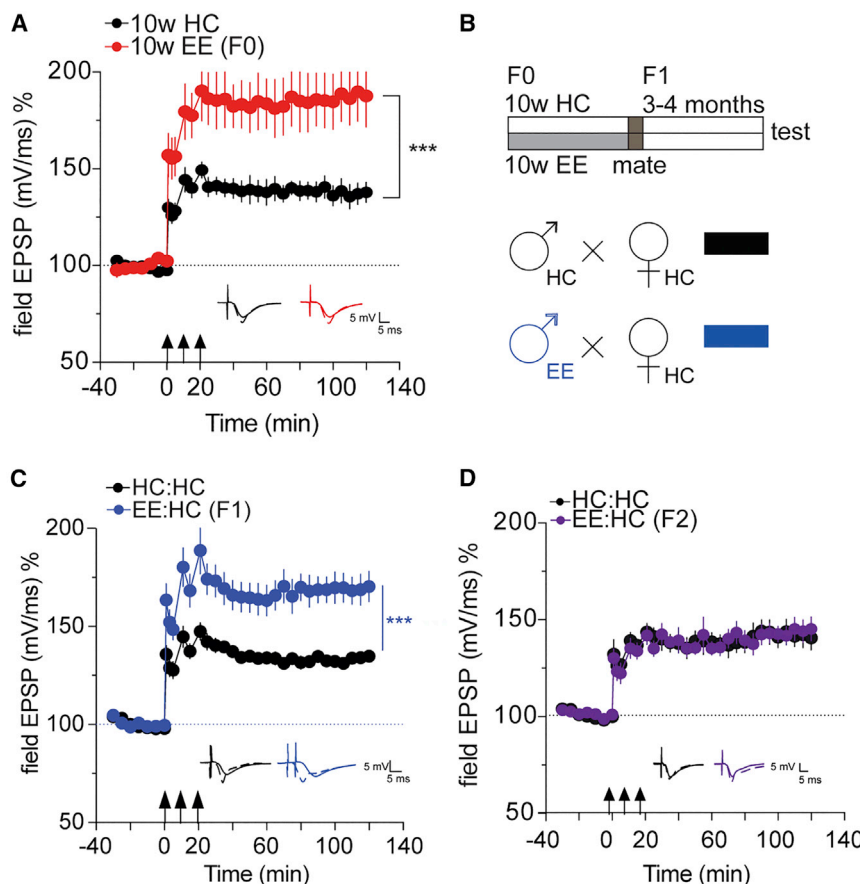 A
10w HC
10w EE (F0)
field EPSP (mV/ms) %
200
150
100
50
***
5 mV
5 ms
-40 0 20 60 100 140
Time (min)
B
F0 F1
10w HC 3-4 months
test
10w EE mate
HC HC
EE HC
C
HC:HC
EE:HC (F1)
field EPSP (mV/ms) %
200
150
100
50
***
5 mV
5 ms
-40 0 20 60 100 140
Time (min)
D
HC:HC
EE:HC (F2)
field EPSP (mV/ms) %
200
150
100
50
5 mV
5 ms
-40 0 20 60 100 140
Time (min)